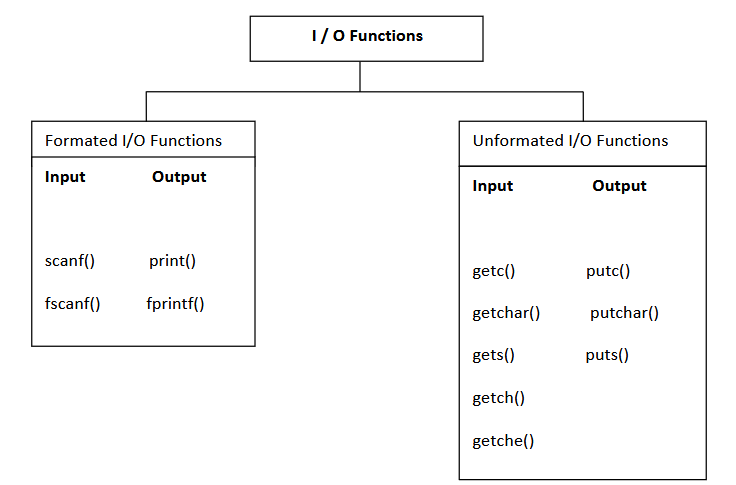 I / O Functions
Formated I/O Functions
Input Output
scanf() print()
fscanf() fprintf()
Unformated I/O Functions
Input Output
getc() putc()
getchar() putchar()
gets() puts()
getch()
getche()